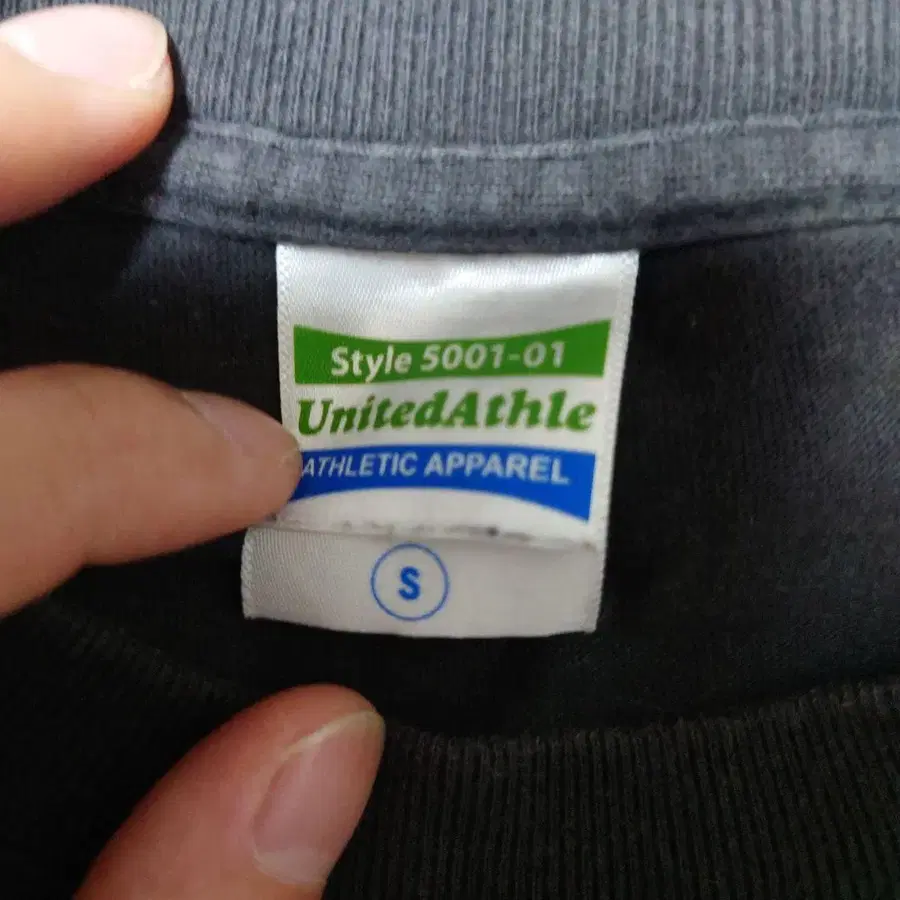 Style 5001-01
UnitedAthle
ATHLETIC APPAREL
S